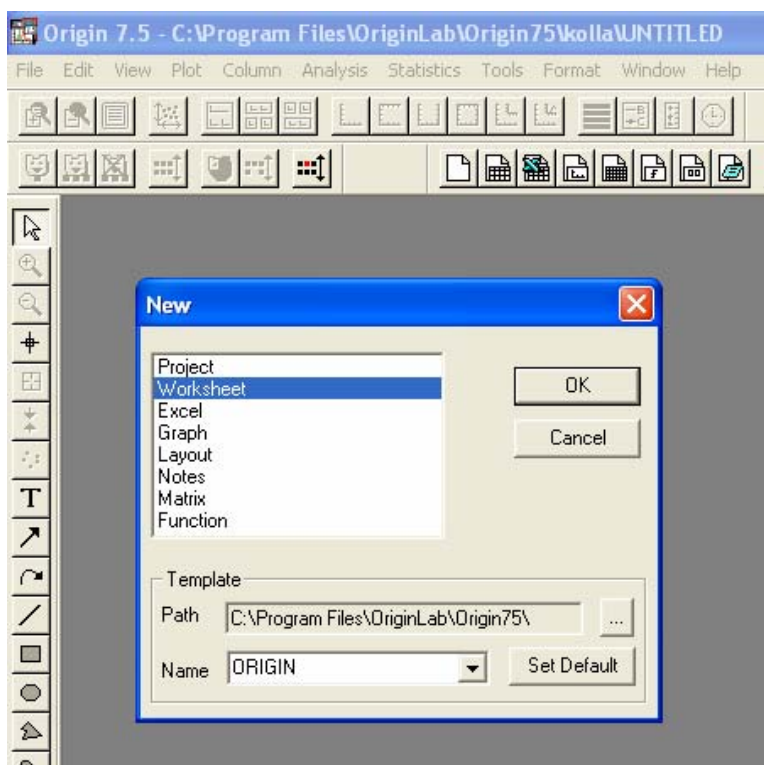 Origin 7.5 - C:\Program Files\OriginLab\Origin75\kolla\UNTITLED
File Edit View Plot Column Analysis Statistics Tools Format Window Help
New
Project
Worksheet
Excel
Graph
Layout
Notes
Matrix
Function
OK
Cancel
Template
Path C:\Program Files\OriginLab\Origin75\ ...
Name ORIGIN Set Default
T